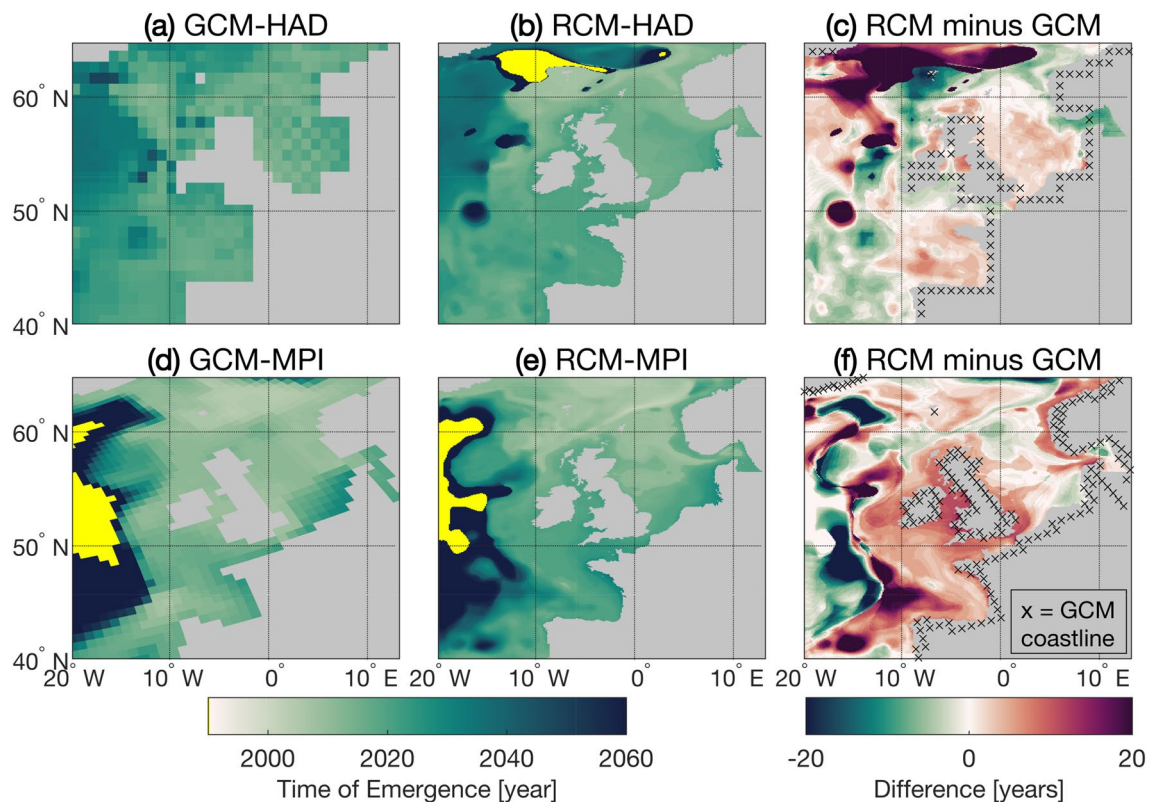 (a) GCM-HAD
(b) RCM-HAD
(c) RCM minus GCM
60° N
50° N
40° N
(d) GCM-MPI
(e) RCM-MPI
(f) RCM minus GCM
60° N
50° N
40° N
x = GCM
coastline
20° W 10° W 0° 10° E
20° W 10° W 0° 10° E
20° W 10° W 0° 10° E
2000 2020 2040 2060
Time of Emergence [year]
-20 0 20
Difference [years]